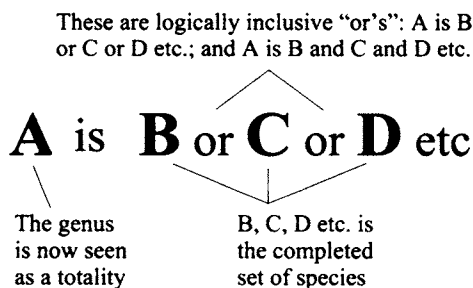 These are logically inclusive “or’s”: A is B
or C or D etc.; and A is B and C and D etc.
A is B or C or D etc
The genus
is now seen
as a totality
B, C, D etc. is
the completed
set of species